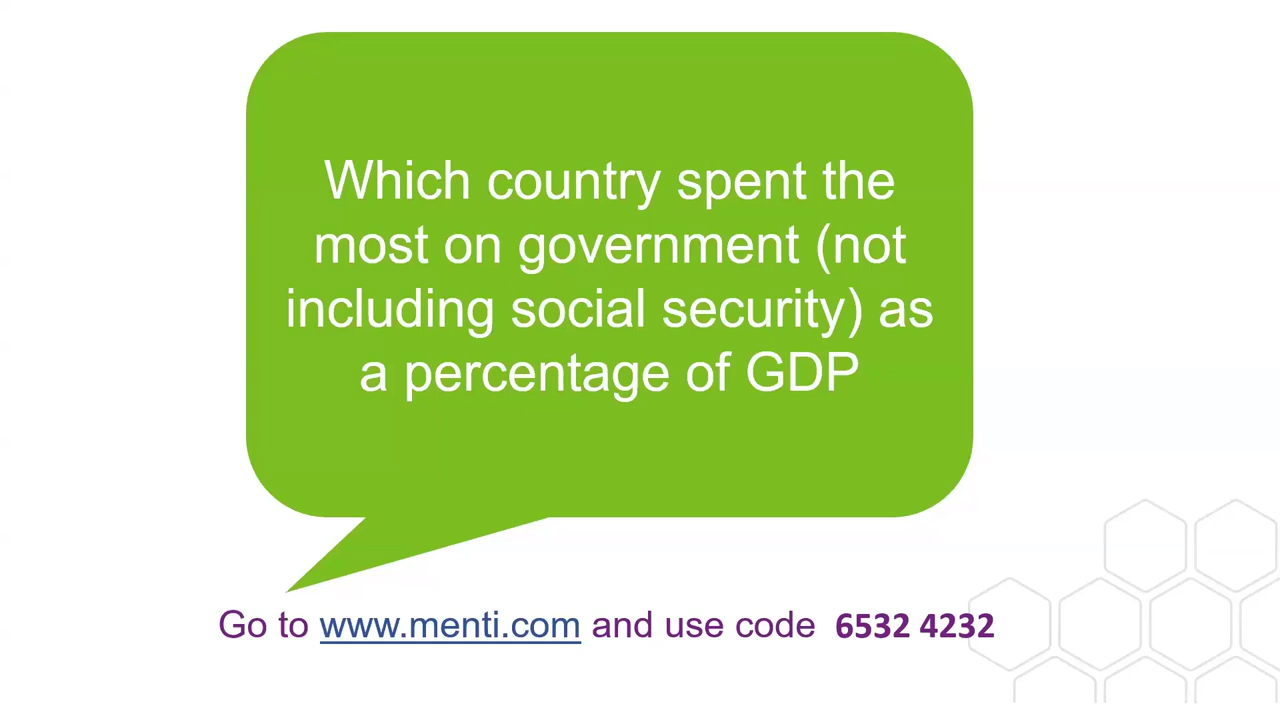 Which country spent the
most on government (not
including social security) as
a percentage of GDP
Go to www.menti.com and use code 6532 4232